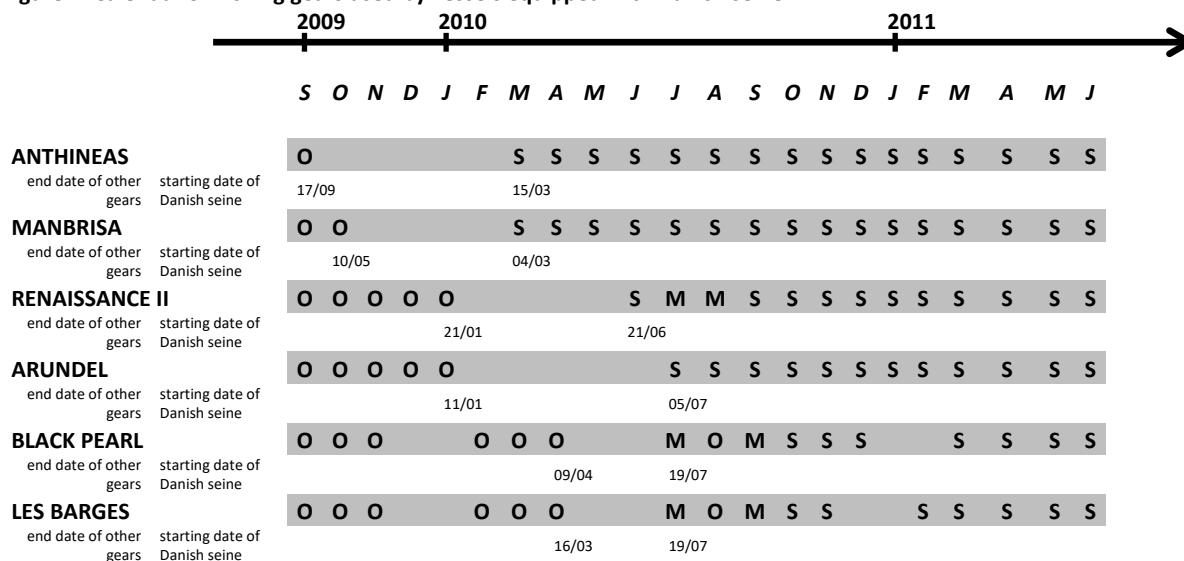 2009 2010 2011
S O N D J F M A M J J A S O N D J F M A M J
ANTHINEAS O S S S S S S S S S S S S S S S S
end date of other starting date of
gears Danish seine
17/09 15/03
MANBRISA O O S S S S S S S S S S S S S S S S
end date of other starting date of
gears Danish seine
10/05 04/03
RENAISSANCE II O O O O O S M M S S S S S S S S S S
end date of other starting date of
gears Danish seine
21/01 21/06
ARUNDEL O O O O O S S S S S S S S S S S S
end date of other starting date of
gears Danish seine
11/01 05/07
BLACK PEARL O O O O O O M O M S S S S S S S
end date of other starting date of
gears Danish seine
09/04 19/07
LES BARGES O O O O O O M O M S S S S S S S
end date of other starting date of
gears Danish seine
16/03 19/07